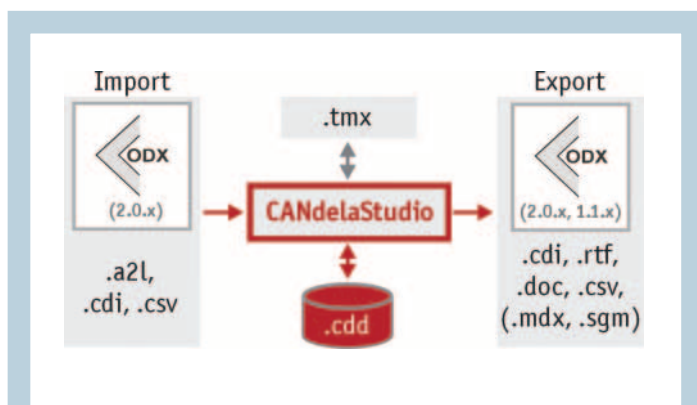 Import
ODX
(2.0.x)
.a2l,
.cdi, .csv
.tmx
CANdelaStudio
.cdd
Export
ODX
(2.0.x, 1.1.x)
.cdi, .rtf,
.doc, .csv,
(.mdx, .sgm)